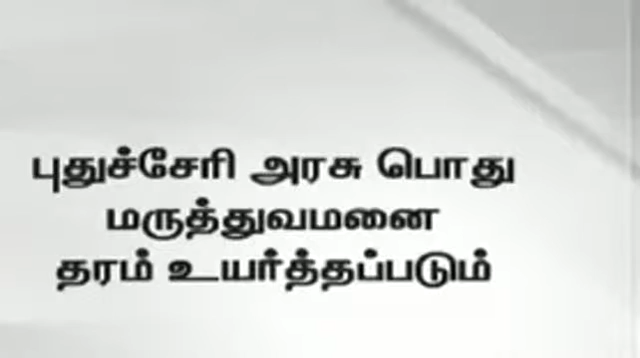 புதுச்சேரி அரசு பொது
மருத்துவமனை
தரம் உயர்த்தப்படும்